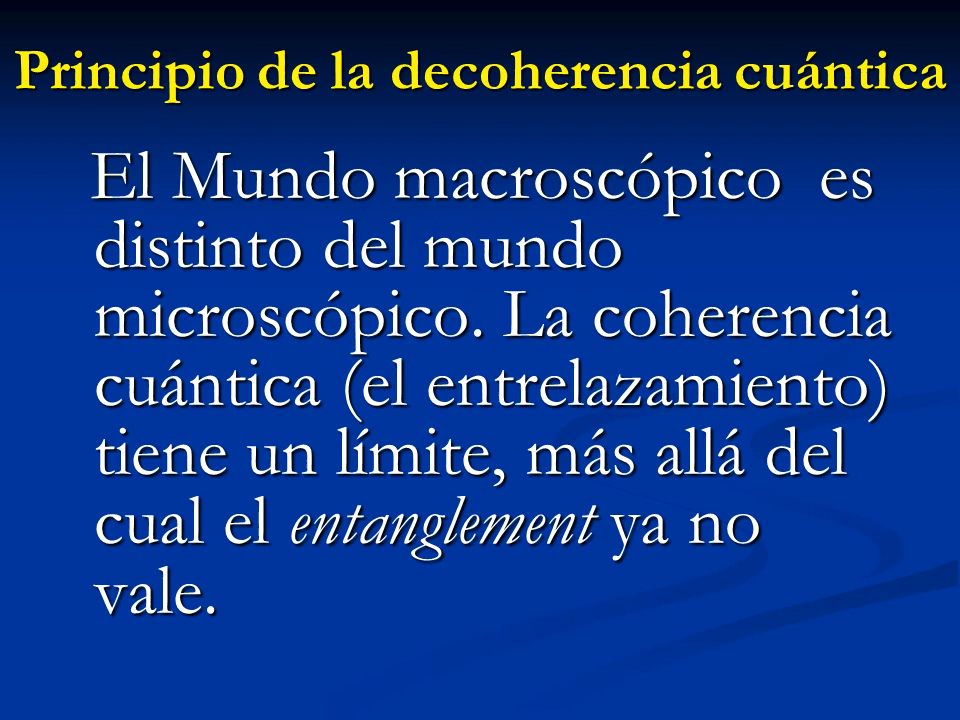 Principio de la decoherencia cuántica
El Mundo macroscópico es
distinto del mundo
microscópico. La coherencia
cuántica (el entrelazamiento)
tiene un límite, más allá del
cual el entanglement ya no
vale.